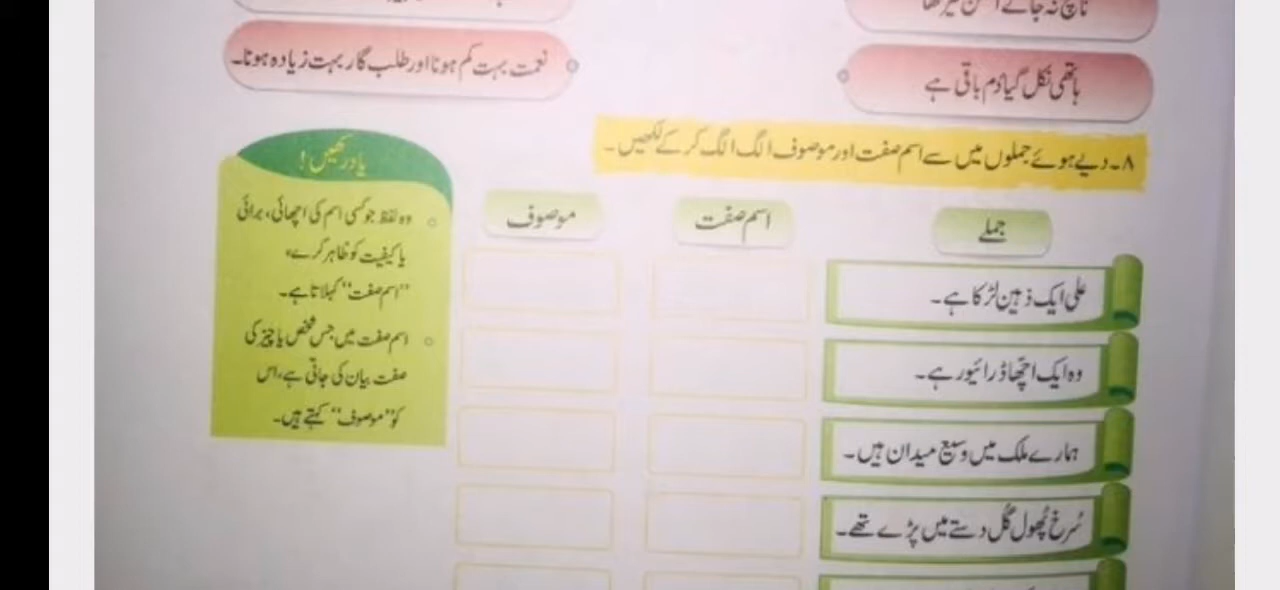 ہاتھی نکل گیا دُم باقی ہے
نعمت بہت کم ہونا اور طلب گار بہت زیادہ ہونا۔
۸۔ دیے ہوئے جملوں میں سے اسم صفت اور موصوف الگ الگ کر کے لکھیں۔
جملے
اسم صفت
موصوف
علی ایک ذہین لڑکا ہے۔
وہ ایک اچّھا ڈرائیور ہے۔
ہمارے ملک میں وسیع میدان ہیں۔
سُرخ پُھول گُل دستے میں پڑے تھے۔
یاد رکھیں!
وہ لفظ جو کسی اسم کی اچھائی، برائی
یا کیفیت کو ظاہر کرے،
"اسم صفت" کہلاتا ہے۔
اسم صفت میں جس شخص یا چیز کی
صفت بیان کی جاتی ہے، اس
کو "موصوف" کہتے ہیں۔